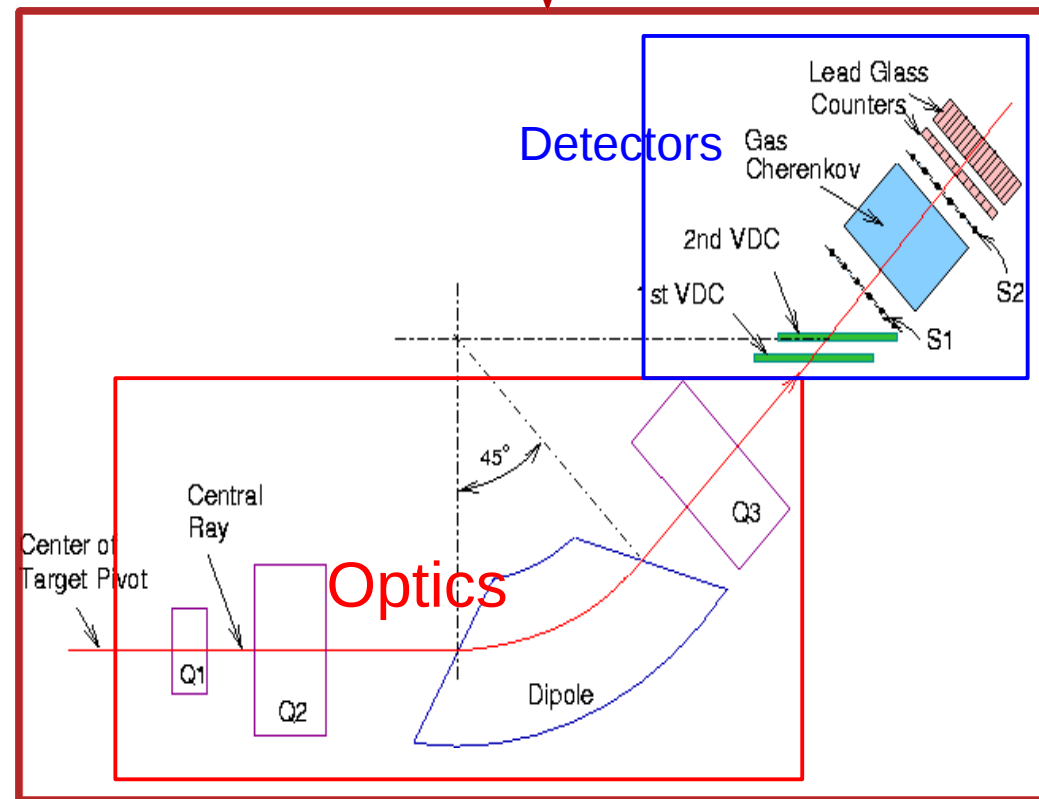 Lead Glass
Counters
Detectors
Gas
Cherenkov
2nd VDC
1st VDC
S2
S1
45°
Q3
Central
Ray
Center of
Target Pivot
Optics
Q1
Q2
Dipole